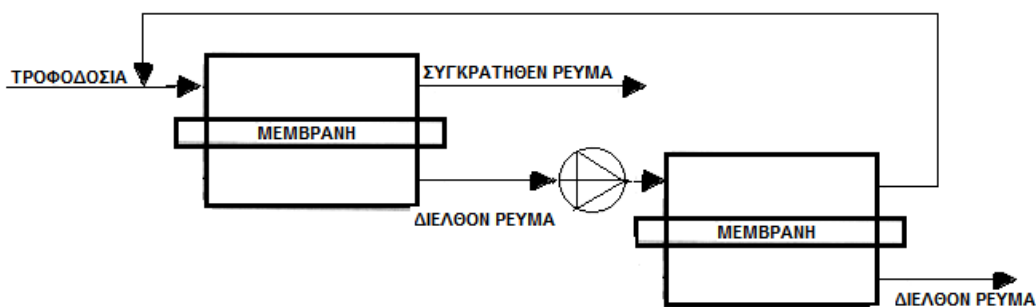 ΤΡΟΦΟΔΟΣΙΑ
ΣΥΓΚΡΑΤΗΘΕΝ ΡΕΥΜΑ
ΜΕΜΒΡΑΝΗ
ΔΙΕΛΘΟΝ ΡΕΥΜΑ
ΜΕΜΒΡΑΝΗ
ΔΙΕΛΘΟΝ ΡΕΥΜΑ